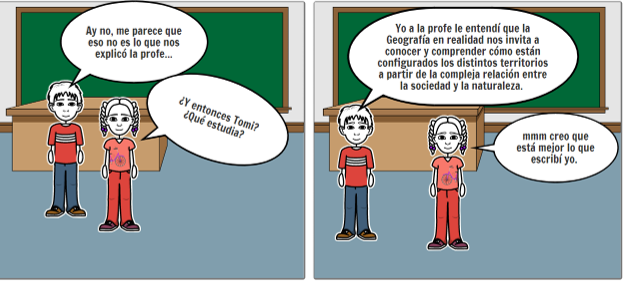 Ay no, me parece que
eso no es lo que nos
explicó la profe...
¿Y entonces Tomi?
¿Qué estudia?
Yo a la profe le entendí que la
Geografía en realidad nos invita a
conocer y comprender cómo están
configurados los distintos territorios
a partir de la compleja relación entre
la sociedad y la naturaleza.
mmm creo que
está mejor lo que
escribí yo.